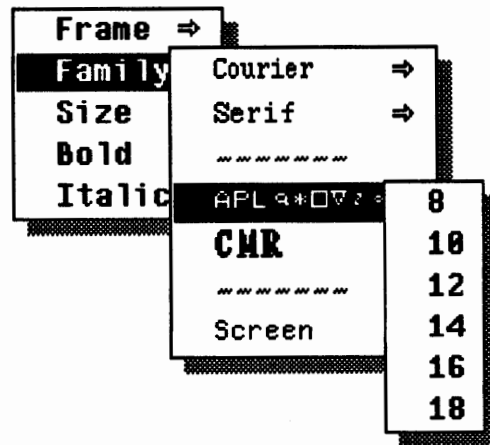 Frame ⇒
Family
Size
Bold
Italic
Courier ⇒
Serif ⇒
~~~~~~~
APL
CMR
~~~~~~~
Screen
8
10
12
14
16
18